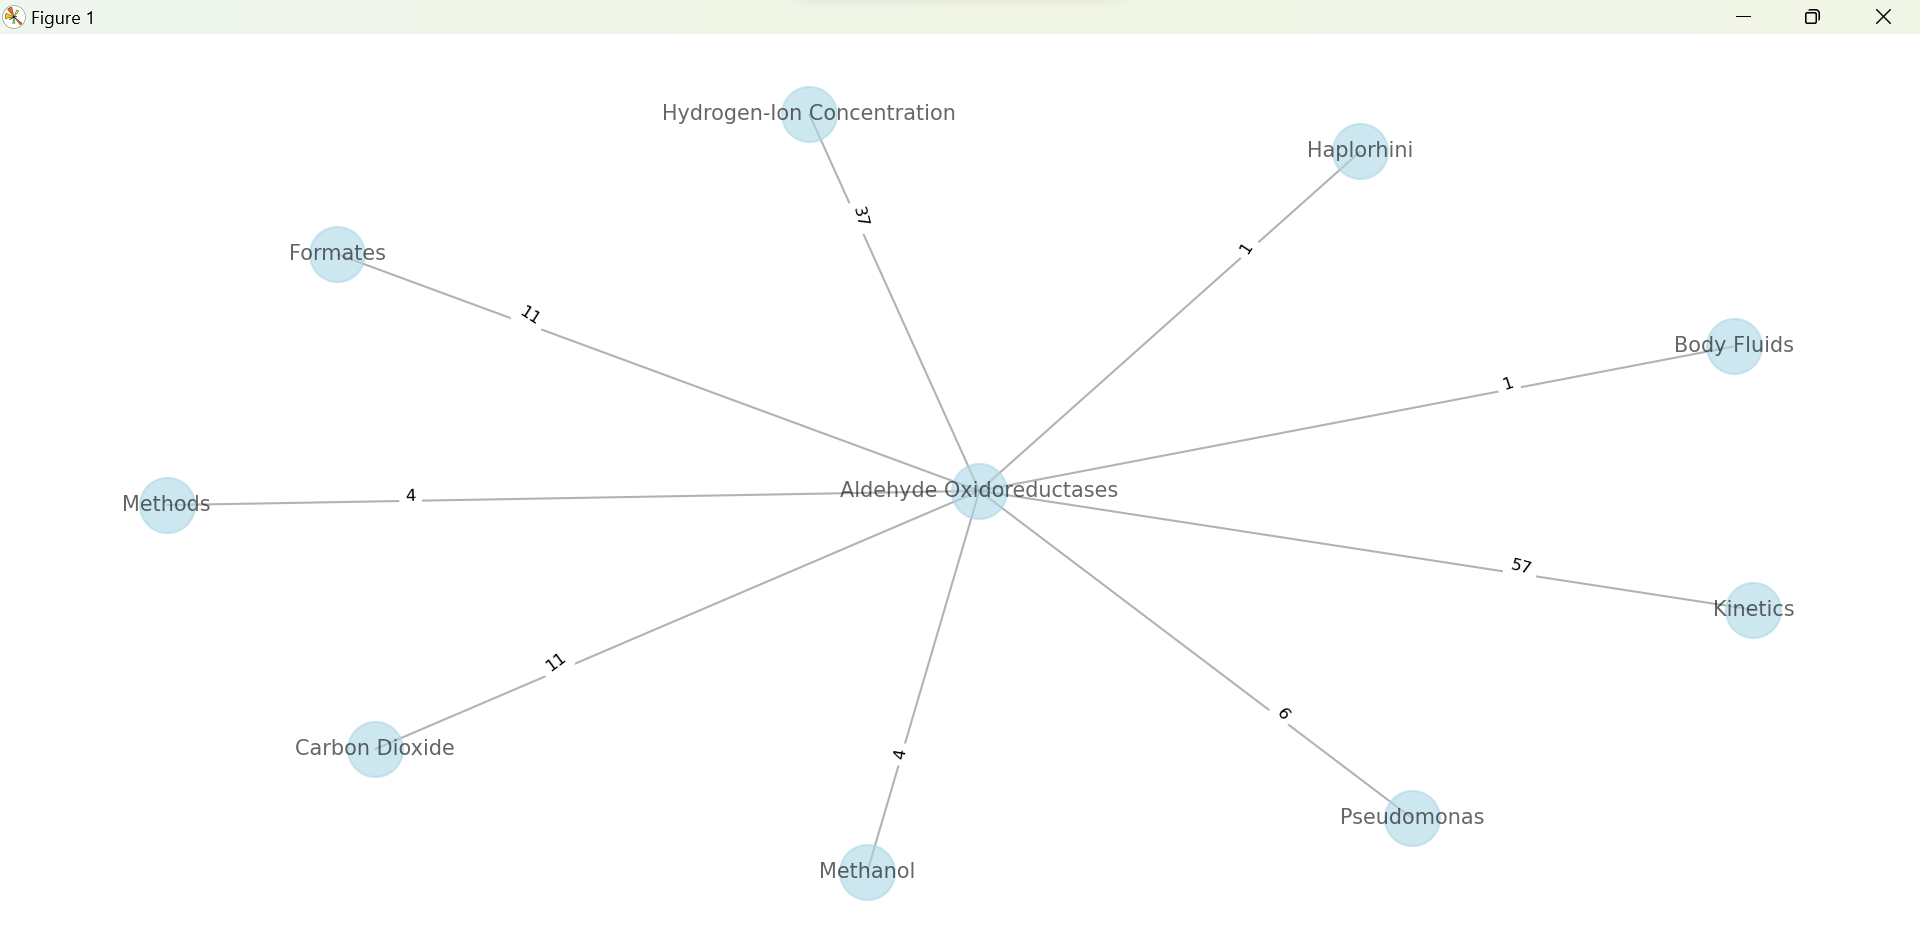 Figure 1
Hydrogen-Ion Concentration
Haplorhini
37
1
Formates
11
Body Fluids
1
Methods
4
Aldehyde Oxidoreductases
57
Kinetics
11
6
Carbon Dioxide
4
Pseudomonas
Methanol